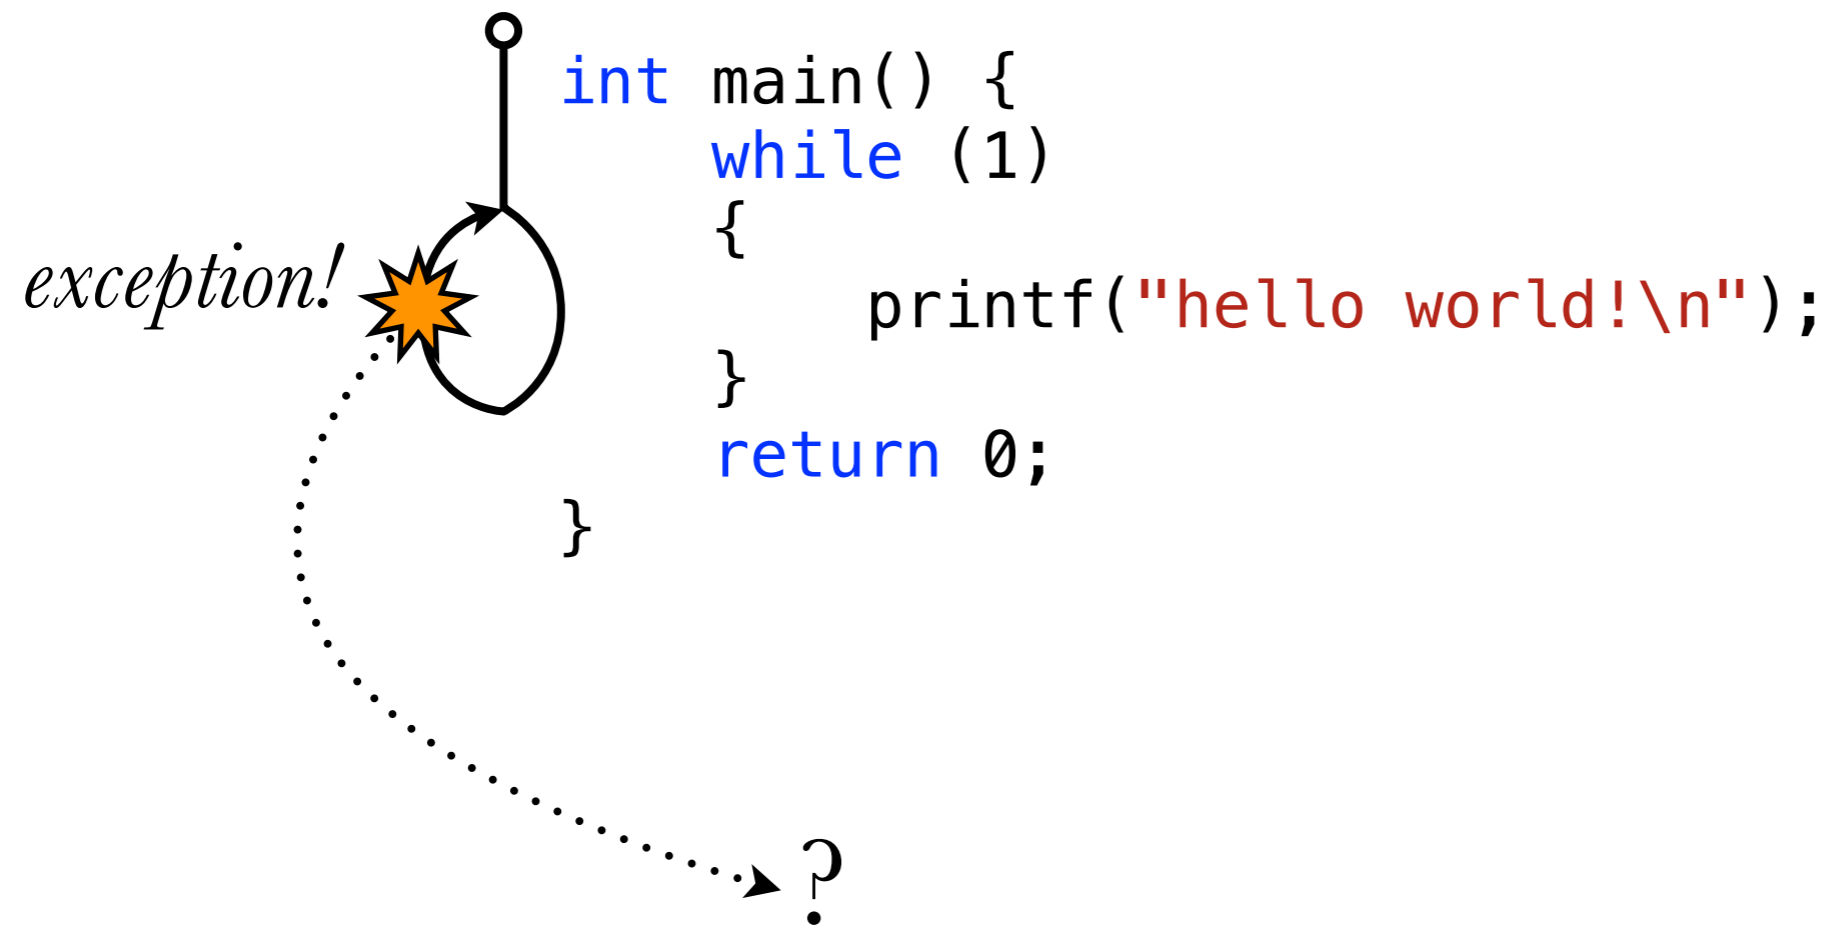 int main() {
while (1)
{
exception!
printf("hello world!\n");
}
return 0;
}
?